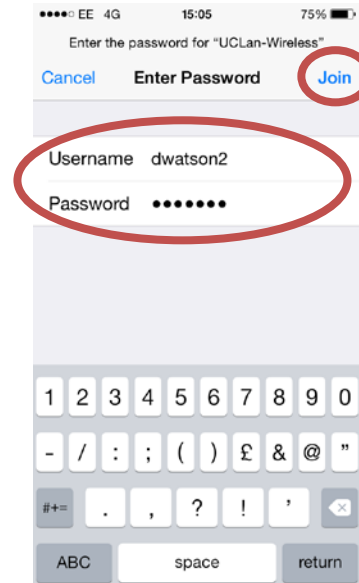 EE 4G 15:05 75%
Enter the password for “UCLan-Wireless”
Cancel Enter Password Join
Username dwatson2
Password •••••••
1 2 3 4 5 6 7 8 9 0
- / : ; ( ) £ & @ ”
#+= . , ? ! ’
ABC space return